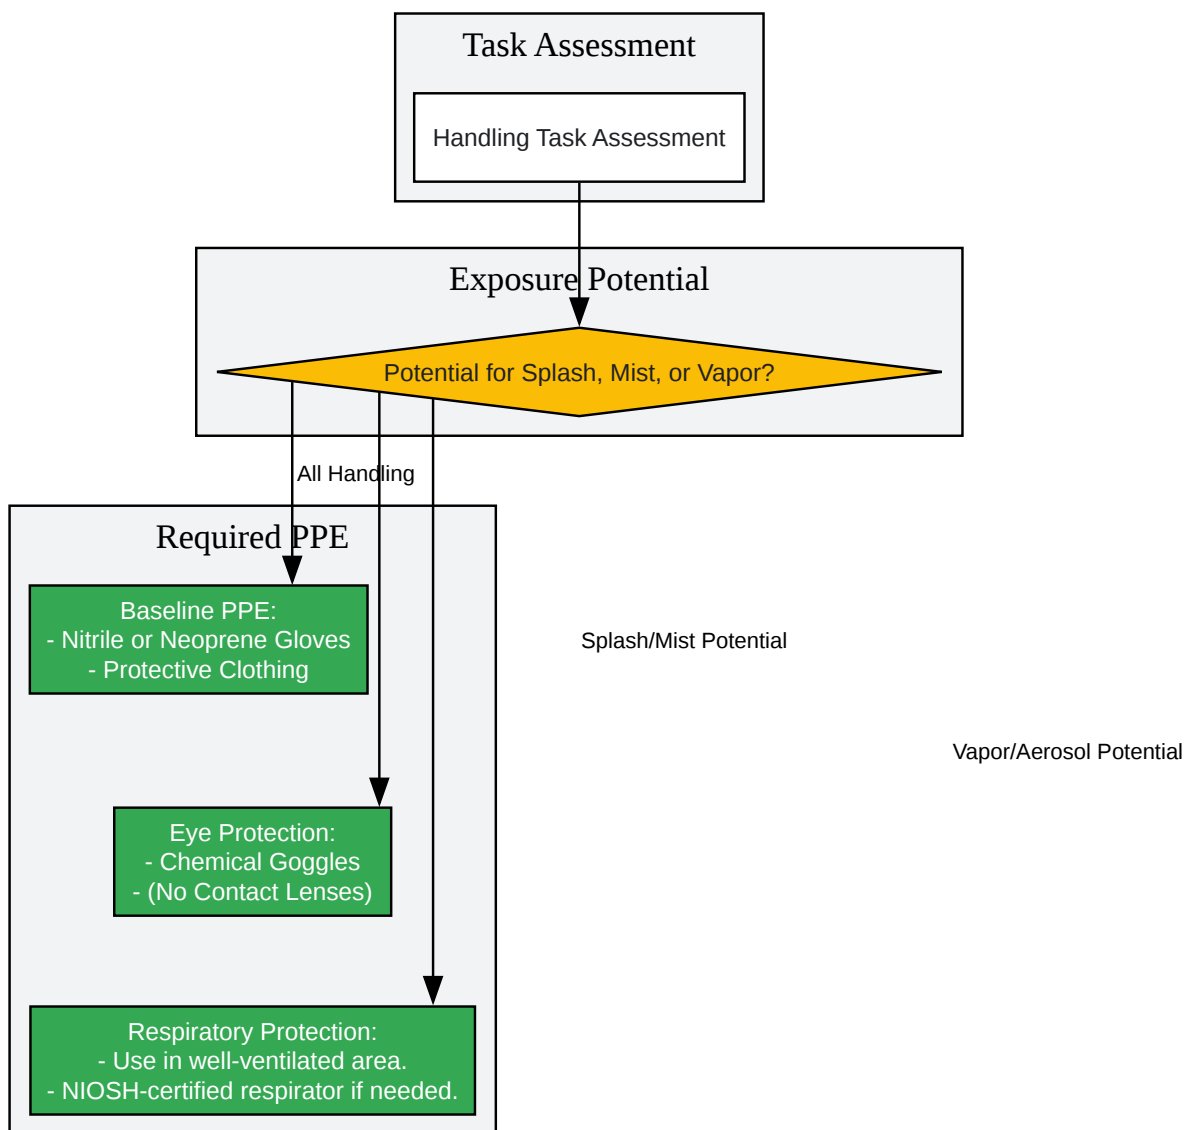 Task Assessment
Handling Task Assessment
Exposure Potential
Potential for Splash, Mist, or Vapor?
All Handling
Required PPE
Baseline PPE:
- Nitrile or Neoprene Gloves
- Protective Clothing
Splash/Mist Potential
Vapor/Aerosol Potential
Eye Protection:
- Chemical Goggles
- (No Contact Lenses)
Respiratory Protection:
- Use in well-ventilated area.
- NIOSH-certified respirator if needed.